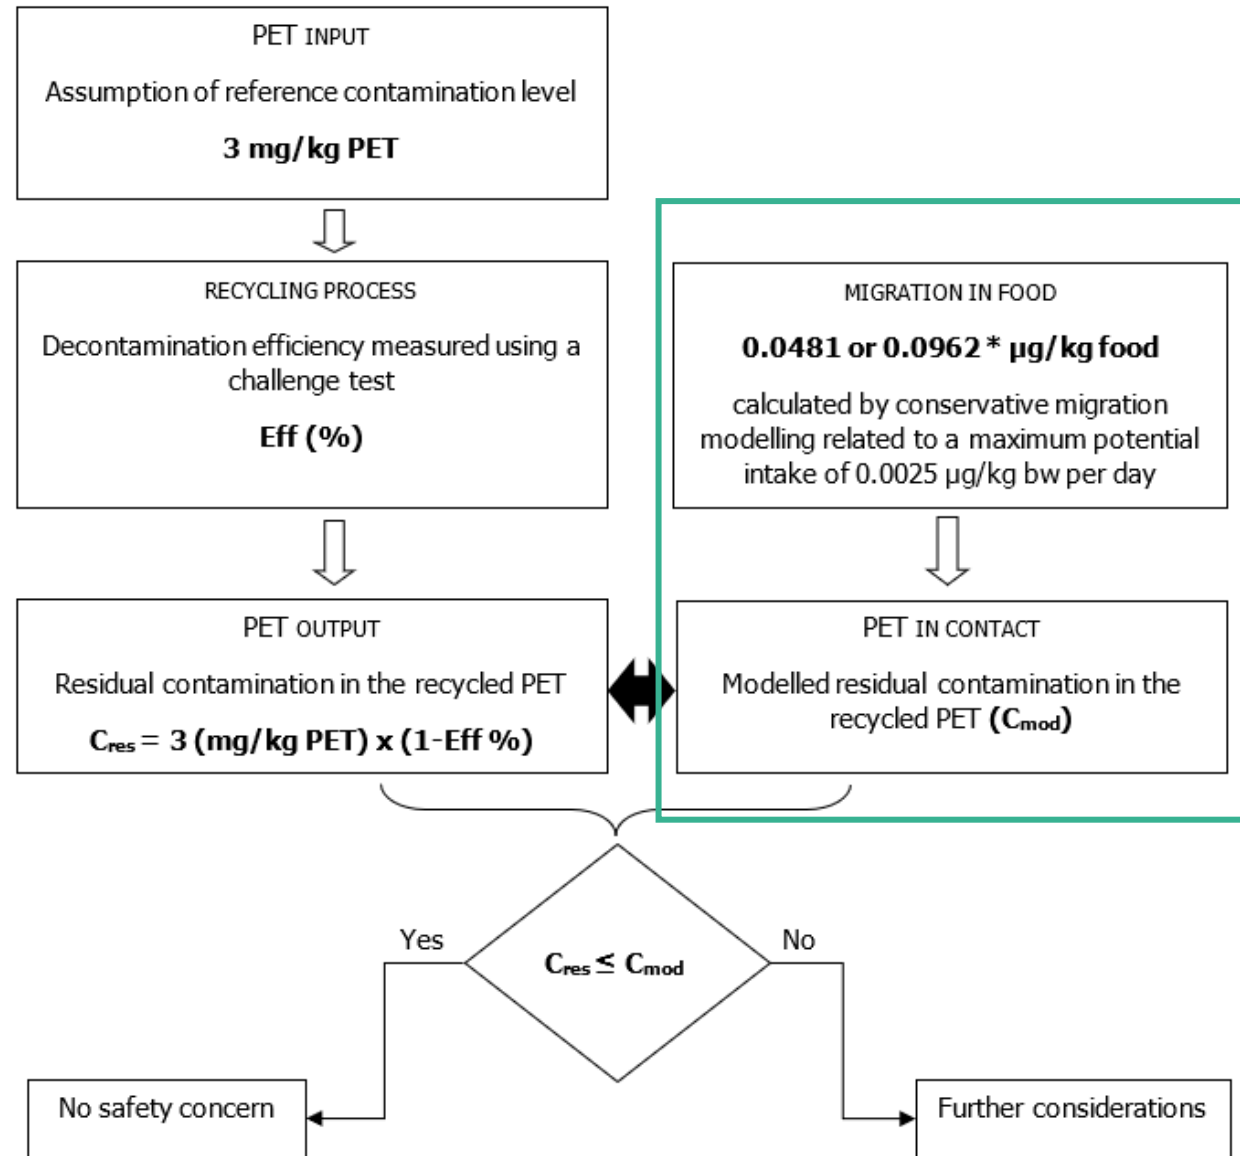 PET INPUT
Assumption of reference contamination level
3 mg/kg PET
RECYCLING PROCESS
Decontamination efficiency measured using a
challenge test
Eff (%)
MIGRATION IN FOOD
0.0481 or 0.0962 * µg/kg food
calculated by conservative migration
modelling related to a maximum potential
intake of 0.0025 µg/kg bw per day
PET OUTPUT
Residual contamination in the recycled PET
Cres = 3 (mg/kg PET) x (1-Eff %)
PET IN CONTACT
Modelled residual contamination in the
recycled PET (Cmod)
Yes
No
Cres ≤ Cmod
No safety concern
Further considerations